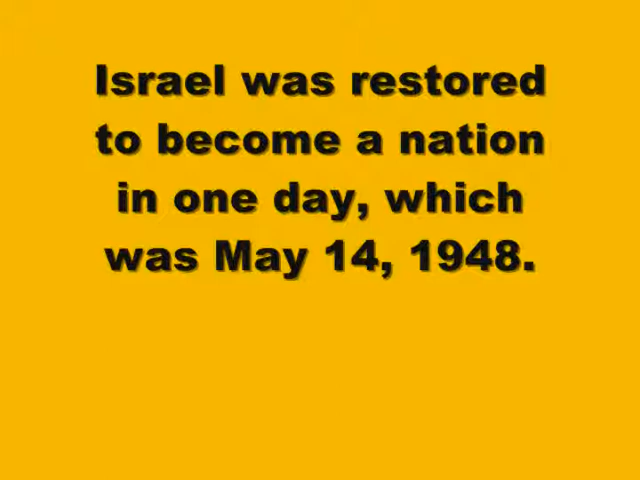 Israel was restored
to become a nation
in one day, which
was May 14, 1948.